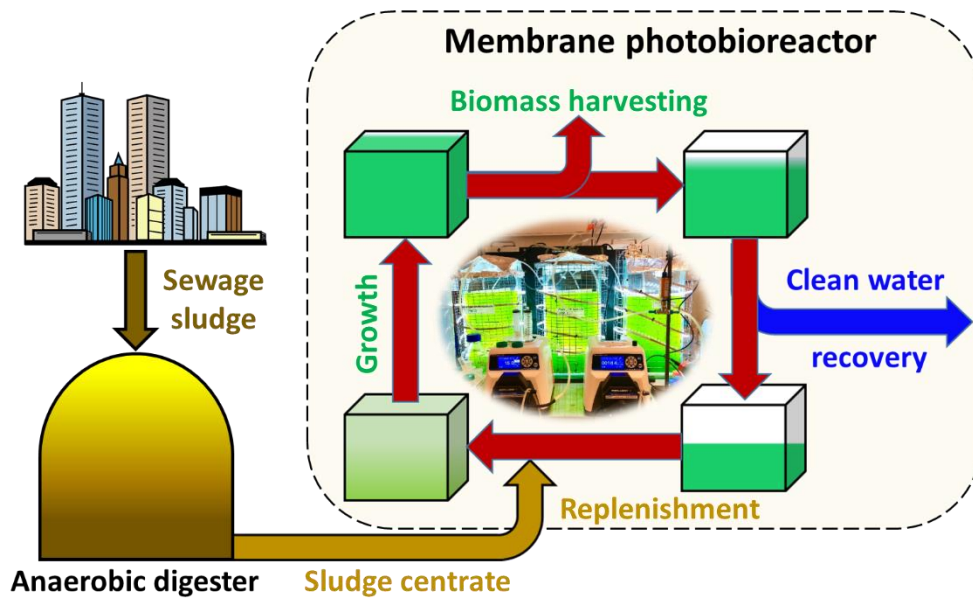 Membrane photobioreactor
Biomass harvesting
Sewage
sludge
Growth
Clean water
recovery
Replenishment
Anaerobic digester
Sludge centrate